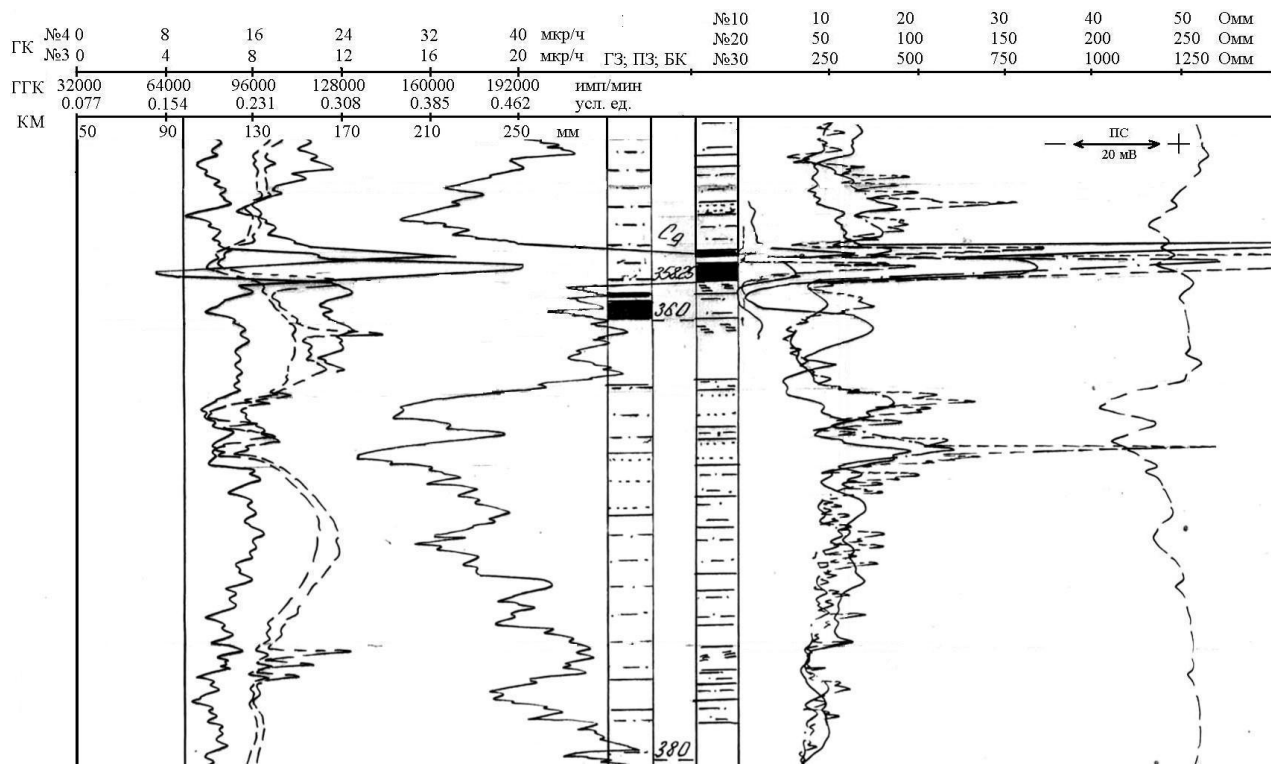 №10 10 20 30 40 50 Омм
ГК №4 0 8 16 24 32 40 мкр/ч №20 50 100 150 200 250 Омм
№3 0 4 8 12 16 20 мкр/ч ГЗ; ПЗ; БК №30 250 500 750 1000 1250 Омм
ГГК 32000 64000 96000 128000 160000 192000 имп/мин
0.077 0.154 0.231 0.308 0.385 0.462 усл. ед.
КМ 50 90 130 170 210 250 мм
ПС
— +
20 мВ
C9
358.25
360
380